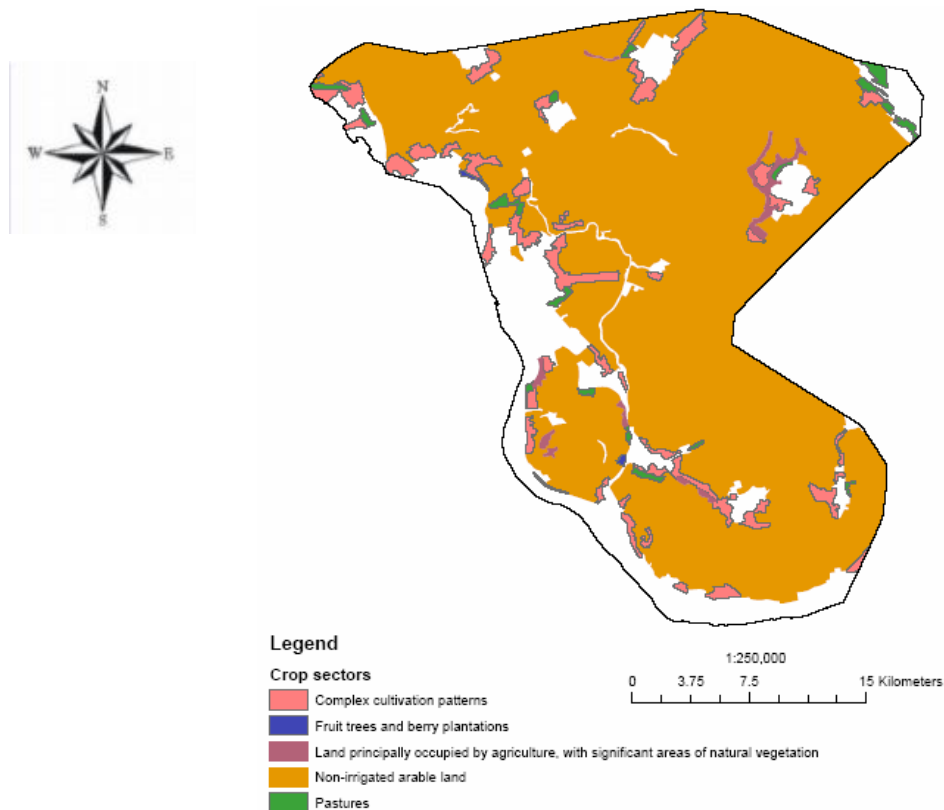 N
W
E
S
Legend
Crop sectors
Complex cultivation patterns
Fruit trees and berry plantations
Land principally occupied by agriculture, with significant areas of natural vegetation
Non-irrigated arable land
Pastures
1:250,000
0 3.75 7.5 15 Kilometers